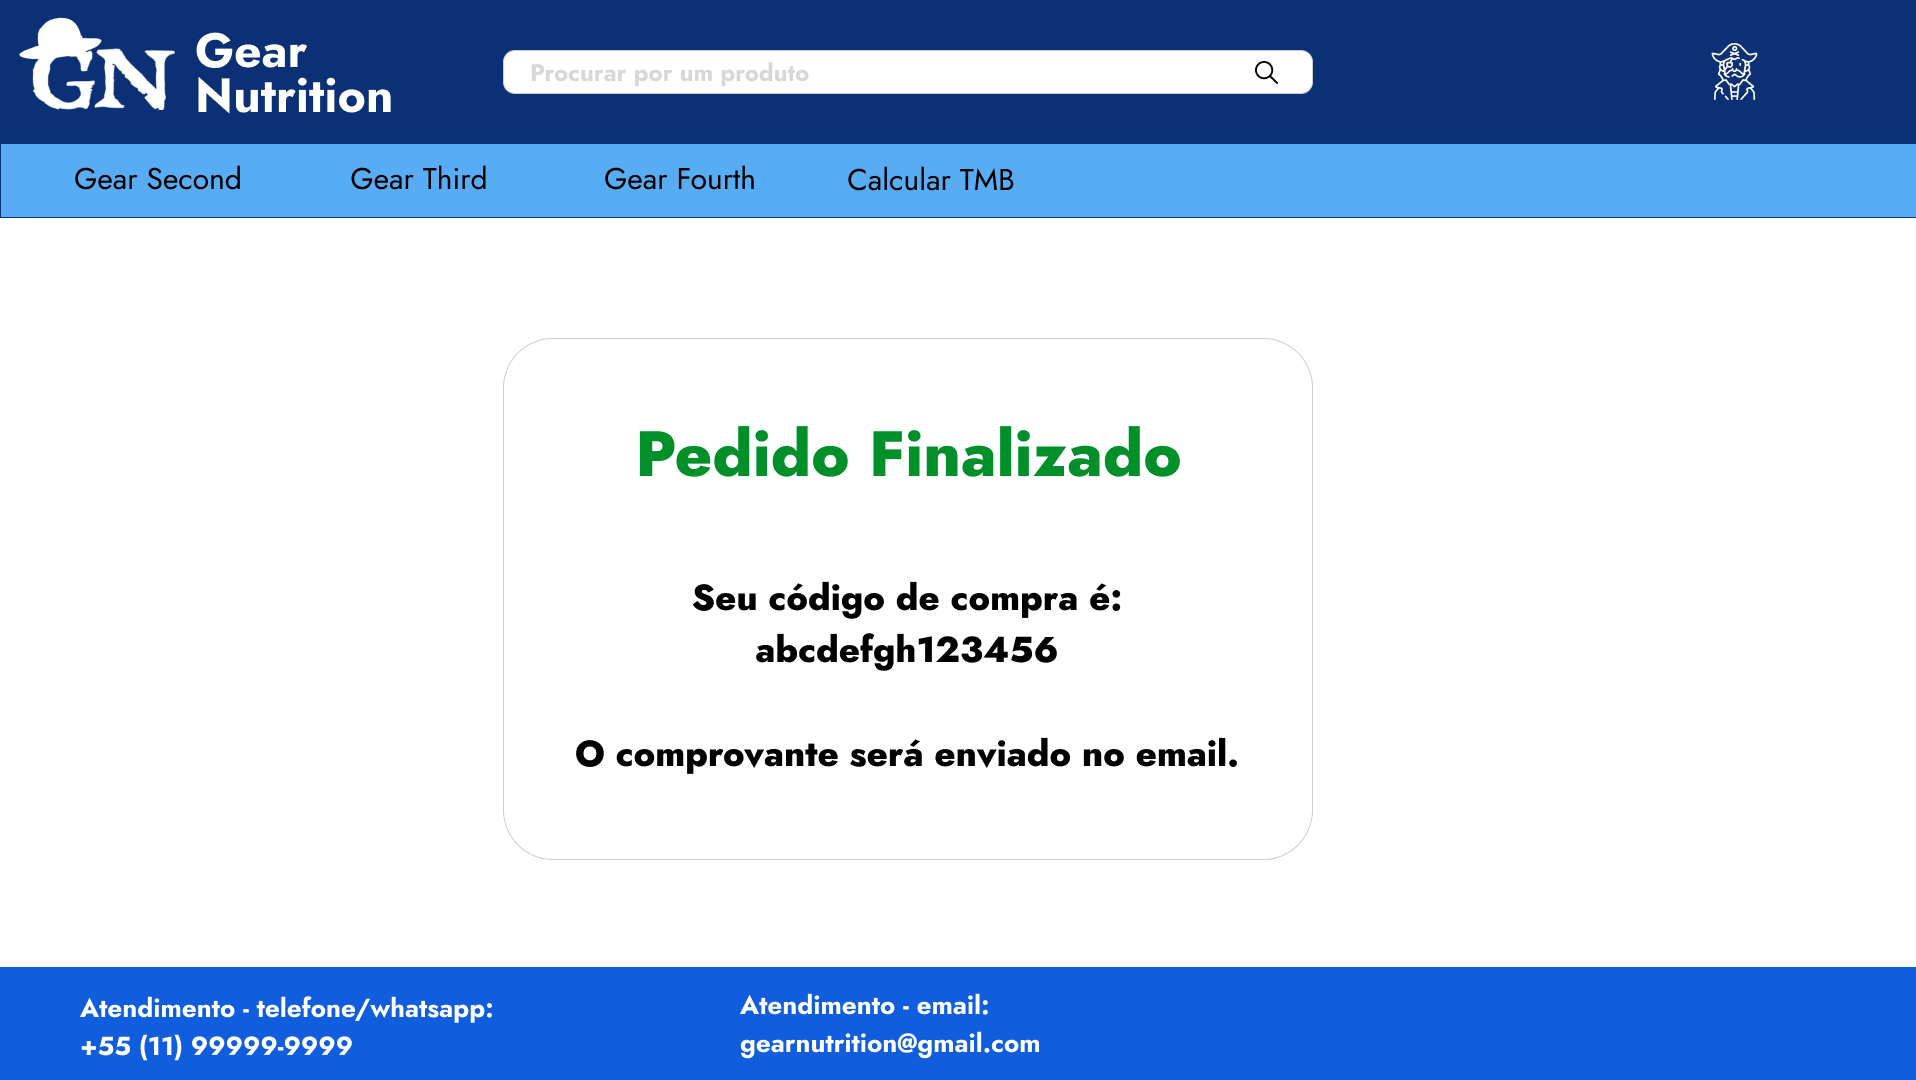 GN
Gear
Nutrition
Procurar por um produto
Gear Second
Gear Third
Gear Fourth
Calcular TMB
Pedido Finalizado
Seu código de compra é:
abcdefgh123456
O comprovante será enviado no email.
Atendimento - telefone/whatsapp:
+55 (11) 99999-9999
Atendimento - email:
gearnutrition@gmail.com